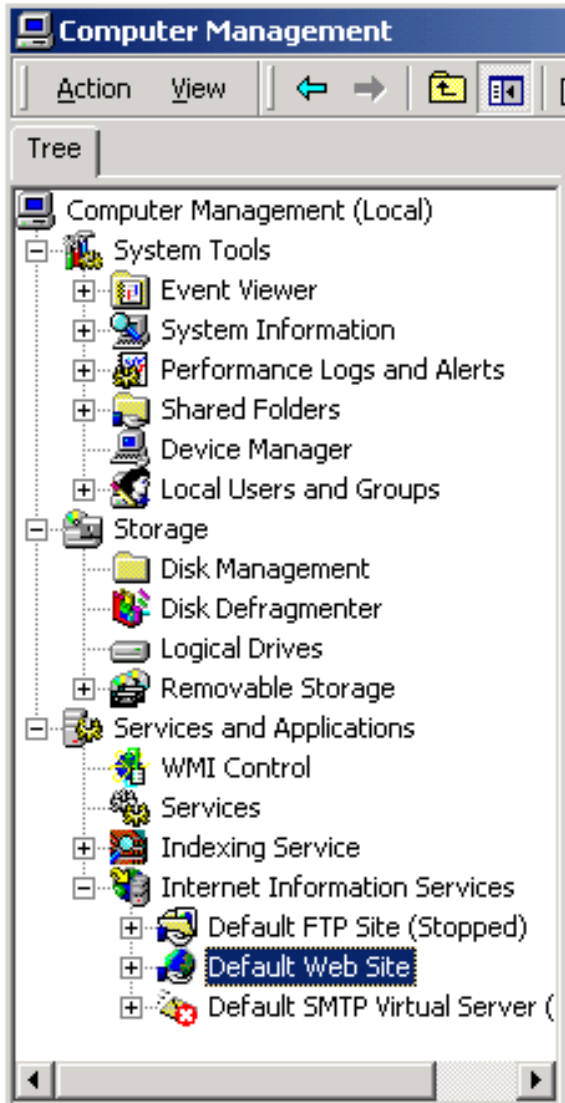 Computer Management
Action View
Tree
Computer Management (Local)
System Tools
Event Viewer
System Information
Performance Logs and Alerts
Shared Folders
Device Manager
Local Users and Groups
Storage
Disk Management
Disk Defragmenter
Logical Drives
Removable Storage
Services and Applications
WMI Control
Services
Indexing Service
Internet Information Services
Default FTP Site (Stopped)
Default Web Site
Default SMTP Virtual Server (